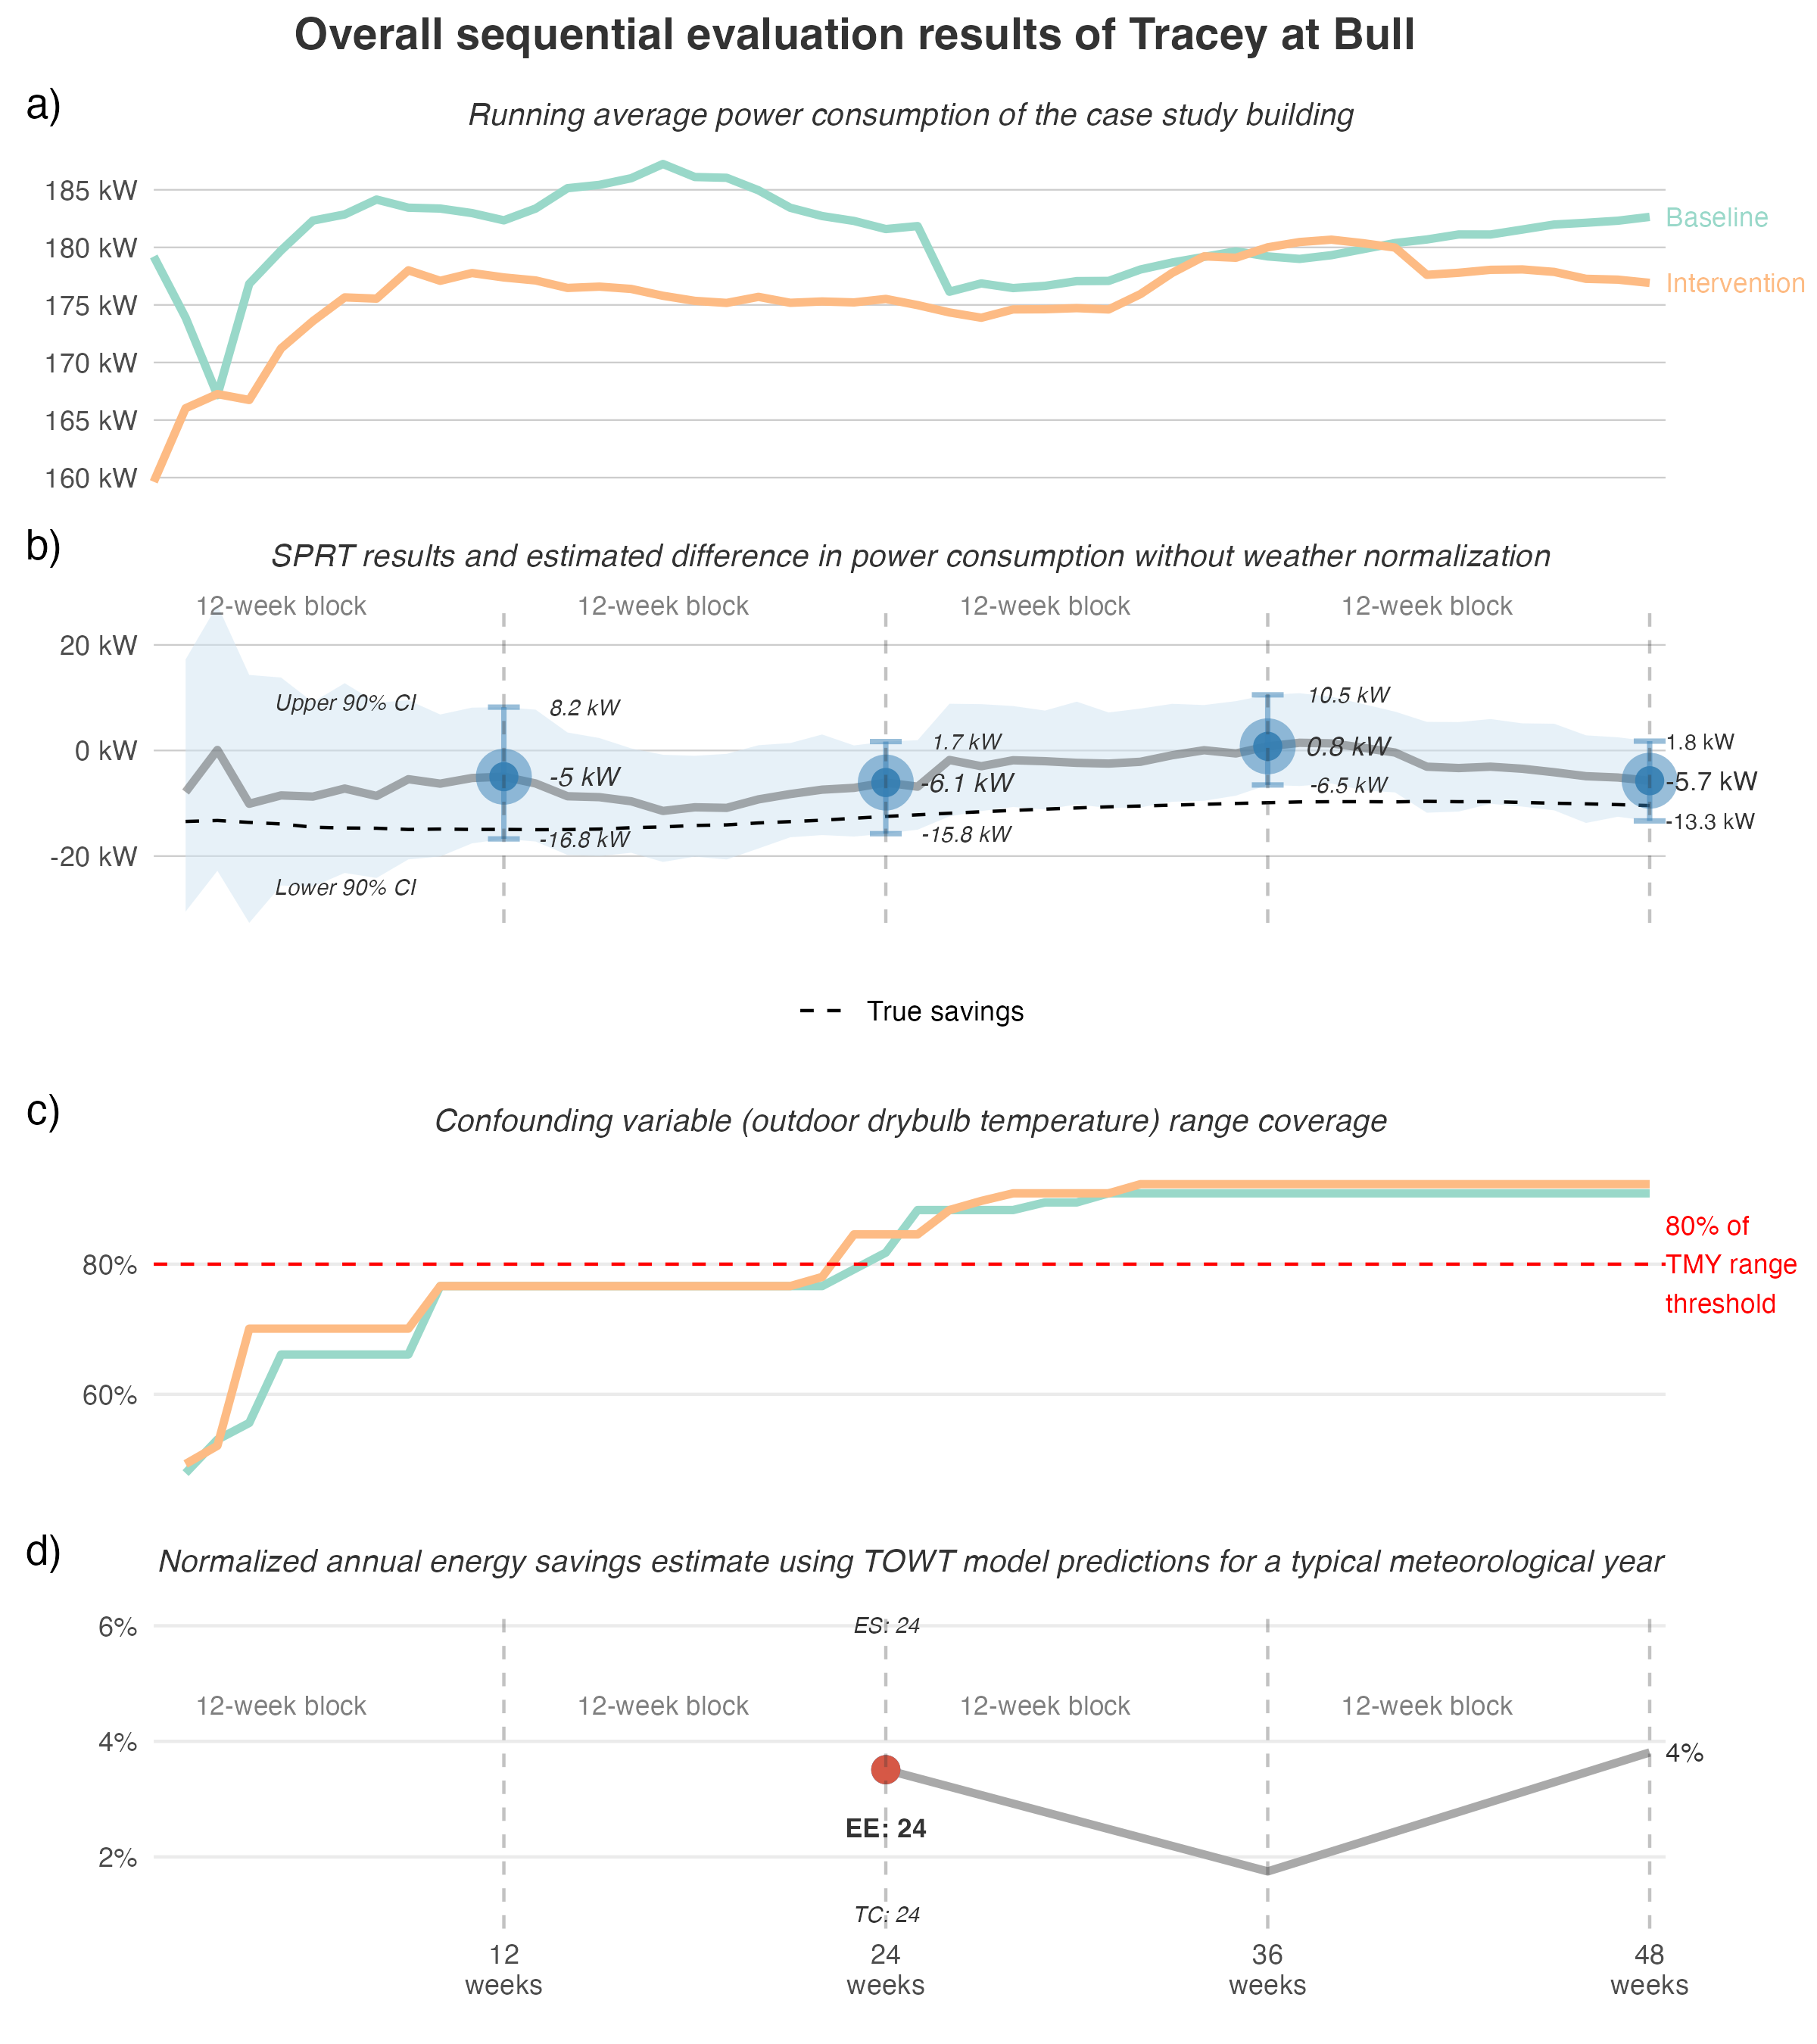 Overall sequential evaluation results of Tracey at Bull
a)
Running average power consumption of the case study building
185 kW
180 kW
175 kW
170 kW
165 kW
160 kW
Baseline
Intervention
b)
SPRT results and estimated difference in power consumption without weather normalization
12-week block
12-week block
12-week block
12-week block
20 kW
0 kW
-20 kW
Upper 90% CI
Lower 90% CI
8.2 kW
-5 kW
-16.8 kW
1.7 kW
-6.1 kW
-15.8 kW
10.5 kW
0.8 kW
-6.5 kW
1.8 kW
-5.7 kW
-13.3 kW
True savings
c)
Confounding variable (outdoor drybulb temperature) range coverage
80%
60%
80% of
TMY range
threshold
d)
Normalized annual energy savings estimate using TOWT model predictions for a typical meteorological year
6%
4%
2%
ES: 24
12-week block
12-week block
12-week block
12-week block
4%
EE: 24
TC: 24
12
weeks
24
weeks
36
weeks
48
weeks